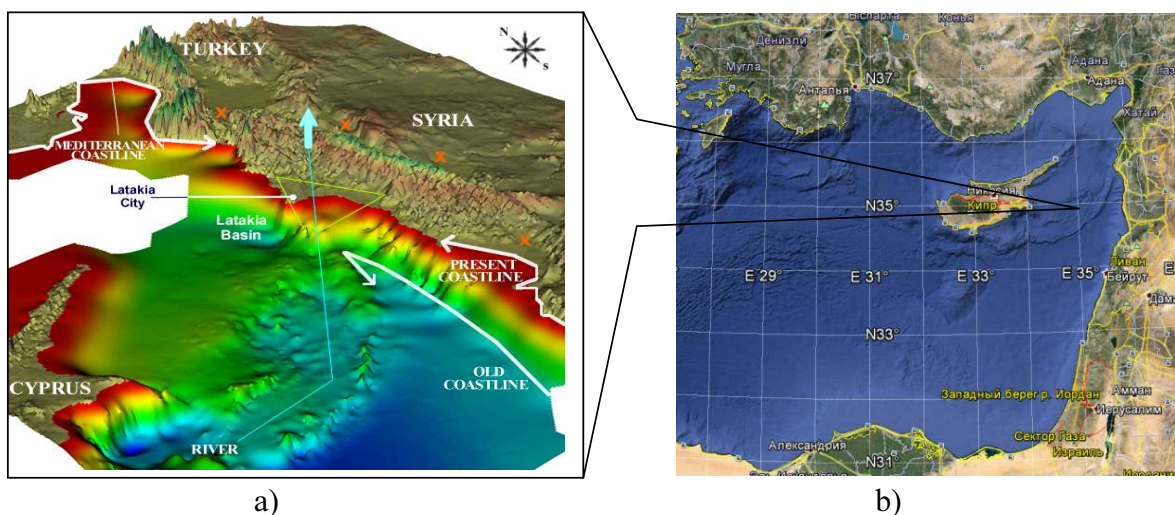 TURKEY
N
S
SYRIA
MEDITERRANEAN
COASTLINE
Latakia
City
Latakia
Basin
PRESENT
COASTLINE
OLD
COASTLINE
CYPRUS
RIVER
x
x
x
x
a)
Ыспарта
Конья
Денизли
Мугла
Анталья
N37°
Адана
Адана
Хатай
Никосия
N35°
Кипр
E 29°
E 31°
E 33°
E 35°
Ливан
Бейрут
N33°
Западный берег р. Иордан
Амман
Иерусалим
Сектор Газа
Израиль
Александрия
N31°
b)